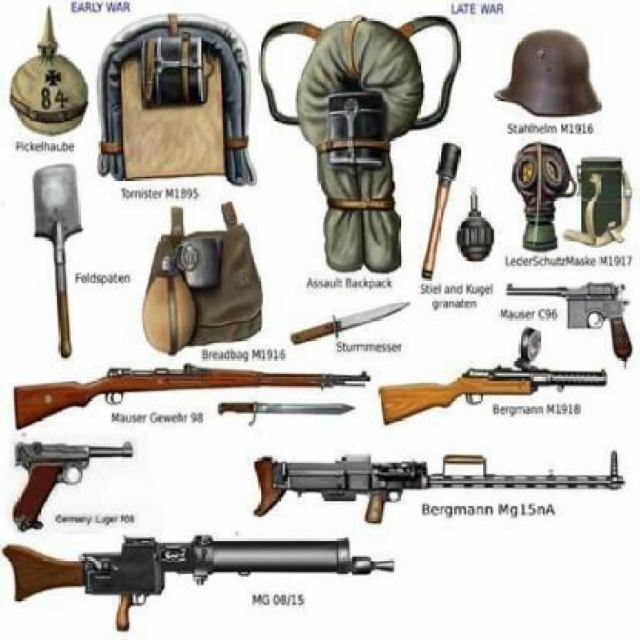 EARLY WAR
LATE WAR
84
Pickelhaube
Tornister M1895
Stahlhelm M1916
Feldspaten
Assault Backpack
Stiel and Kugel
granaten
LederSchutzMaske M1917
Mauser C96
Breadbag M1916
Sturmmesser
Mauser Gewehr 98
Bergmann M1918
Germany: Luger P08
Bergmann Mg15nA
MG 08/15